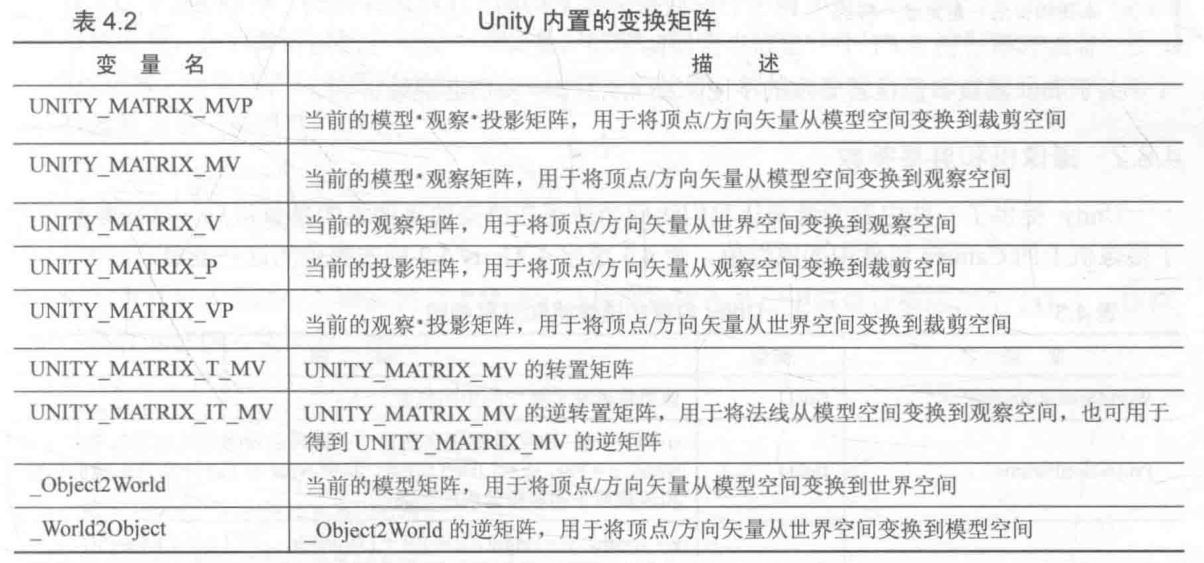 表 4.2 Unity 内置的变换矩阵
变 量 名 描 述
UNITY_MATRIX_MVP 当前的模型·观察·投影矩阵，用于将顶点/方向矢量从模型空间变换到裁剪空间
UNITY_MATRIX_MV 当前的模型·观察矩阵，用于将顶点/方向矢量从模型空间变换到观察空间
UNITY_MATRIX_V 当前的观察矩阵，用于将顶点/方向矢量从世界空间变换到观察空间
UNITY_MATRIX_P 当前的投影矩阵，用于将顶点/方向矢量从观察空间变换到裁剪空间
UNITY_MATRIX_VP 当前的观察·投影矩阵，用于将顶点/方向矢量从世界空间变换到裁剪空间
UNITY_MATRIX_T_MV UNITY_MATRIX_MV 的转置矩阵
UNITY_MATRIX_IT_MV UNITY_MATRIX_MV 的逆转置矩阵，用于将法线从模型空间变换到观察空间，也可用于
得到 UNITY_MATRIX_MV 的逆矩阵
_Object2World 当前的模型矩阵，用于将顶点/方向矢量从模型空间变换到世界空间
_World2Object _Object2World 的逆矩阵，用于将顶点/方向矢量从世界空间变换到模型空间